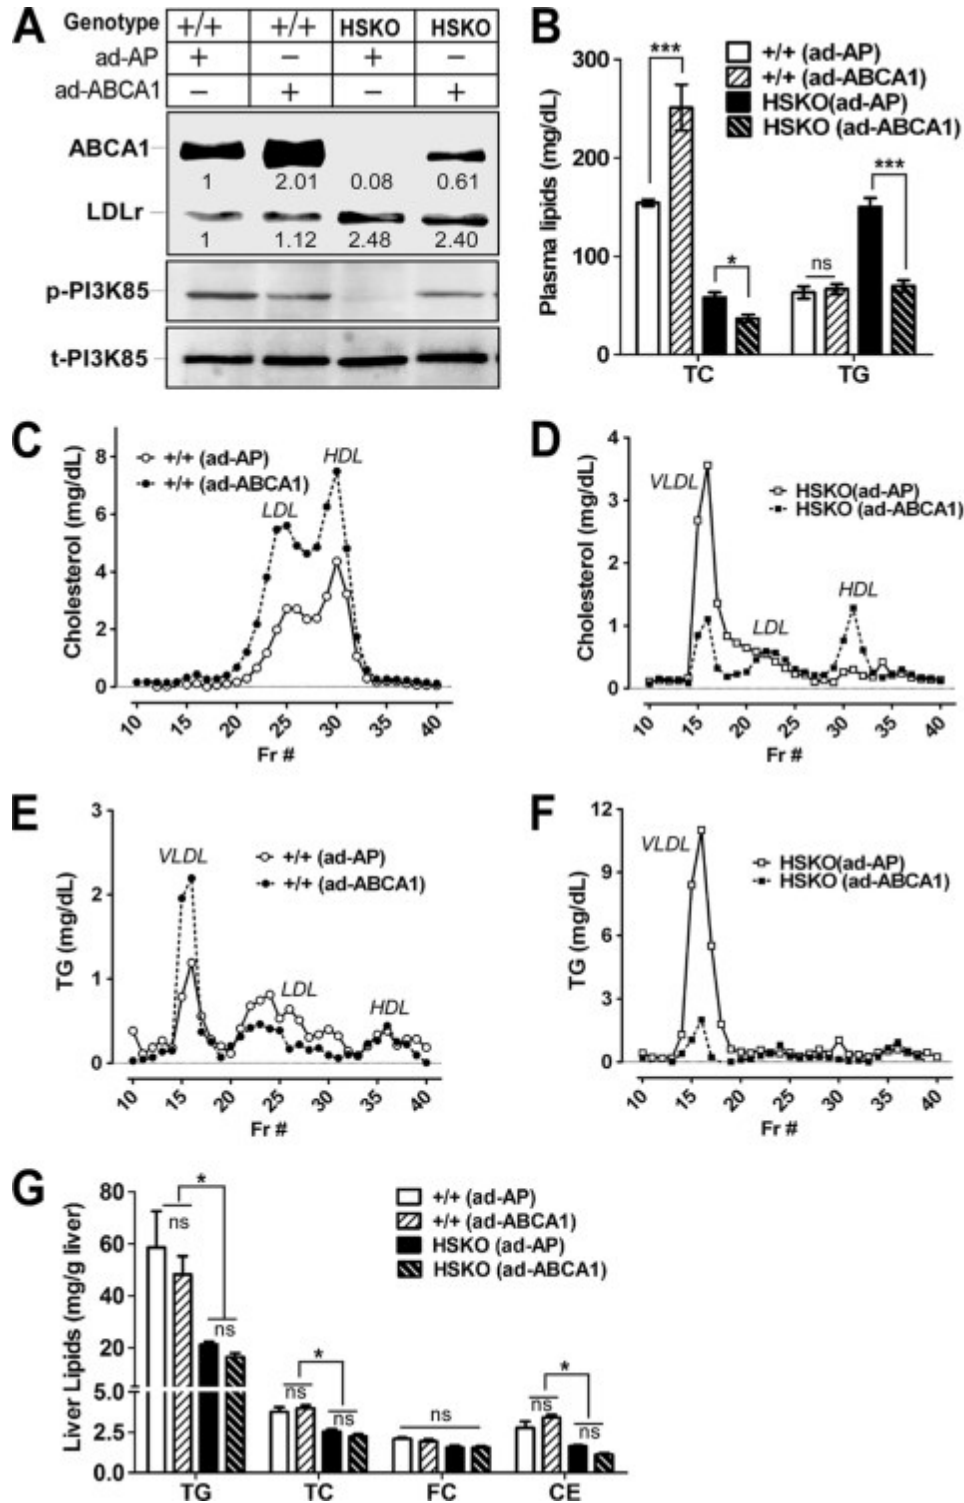 A
Genotype +/+ +/+ HSKO HSKO
ad-AP + – + –
ad-ABCA1 – + – +
ABCA1
1 2.01 0.08 0.61
LDLr
1 1.12 2.48 2.40
p-PI3K85
t-PI3K85
B
Plasma lipids (mg/dL)
300
200
100
0
*** * ns ***
TC TG
+/+ (ad-AP)
+/+ (ad-ABCA1)
HSKO(ad-AP)
HSKO (ad-ABCA1)
C
Cholesterol (mg/dL)
8
6
4
2
0
+/+ (ad-AP)
+/+ (ad-ABCA1)
LDL HDL
10 15 20 25 30 35 40
Fr #
D
Cholesterol (mg/dL)
4
3
2
1
0
VLDL LDL HDL
HSKO(ad-AP)
HSKO (ad-ABCA1)
10 15 20 25 30 35 40
Fr #
E
TG (mg/dL)
3
2
1
0
VLDL LDL HDL
+/+ (ad-AP)
+/+ (ad-ABCA1)
10 15 20 25 30 35 40
Fr #
F
TG (mg/dL)
12
9
6
3
0
VLDL
HSKO(ad-AP)
HSKO (ad-ABCA1)
10 15 20 25 30 35 40
Fr #
G
Liver Lipids (mg/g liver)
80
60
40
20
5.0
2.5
0.0
* ns ns
* ns ns
ns
* ns ns
+/+ (ad-AP)
+/+ (ad-ABCA1)
HSKO (ad-AP)
HSKO (ad-ABCA1)
TG TC FC CE